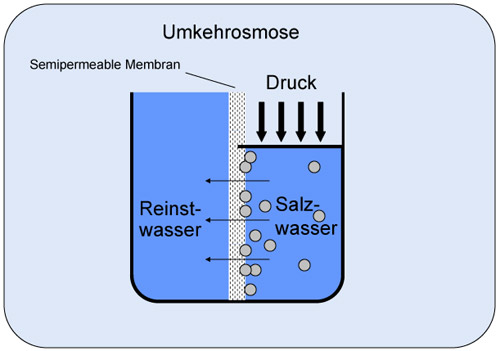 Umkehrosmose
Semipermeable Membran
Druck
Reinst-
wasser
Salz-
wasser